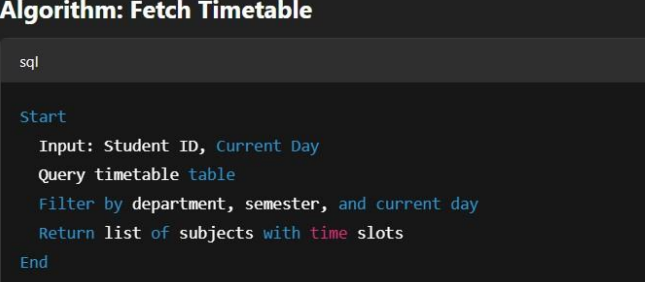 Algorithm: Fetch Timetable
sql
Start
Input: Student ID, Current Day
Query timetable table
Filter by department, semester, and current day
Return list of subjects with time slots
End